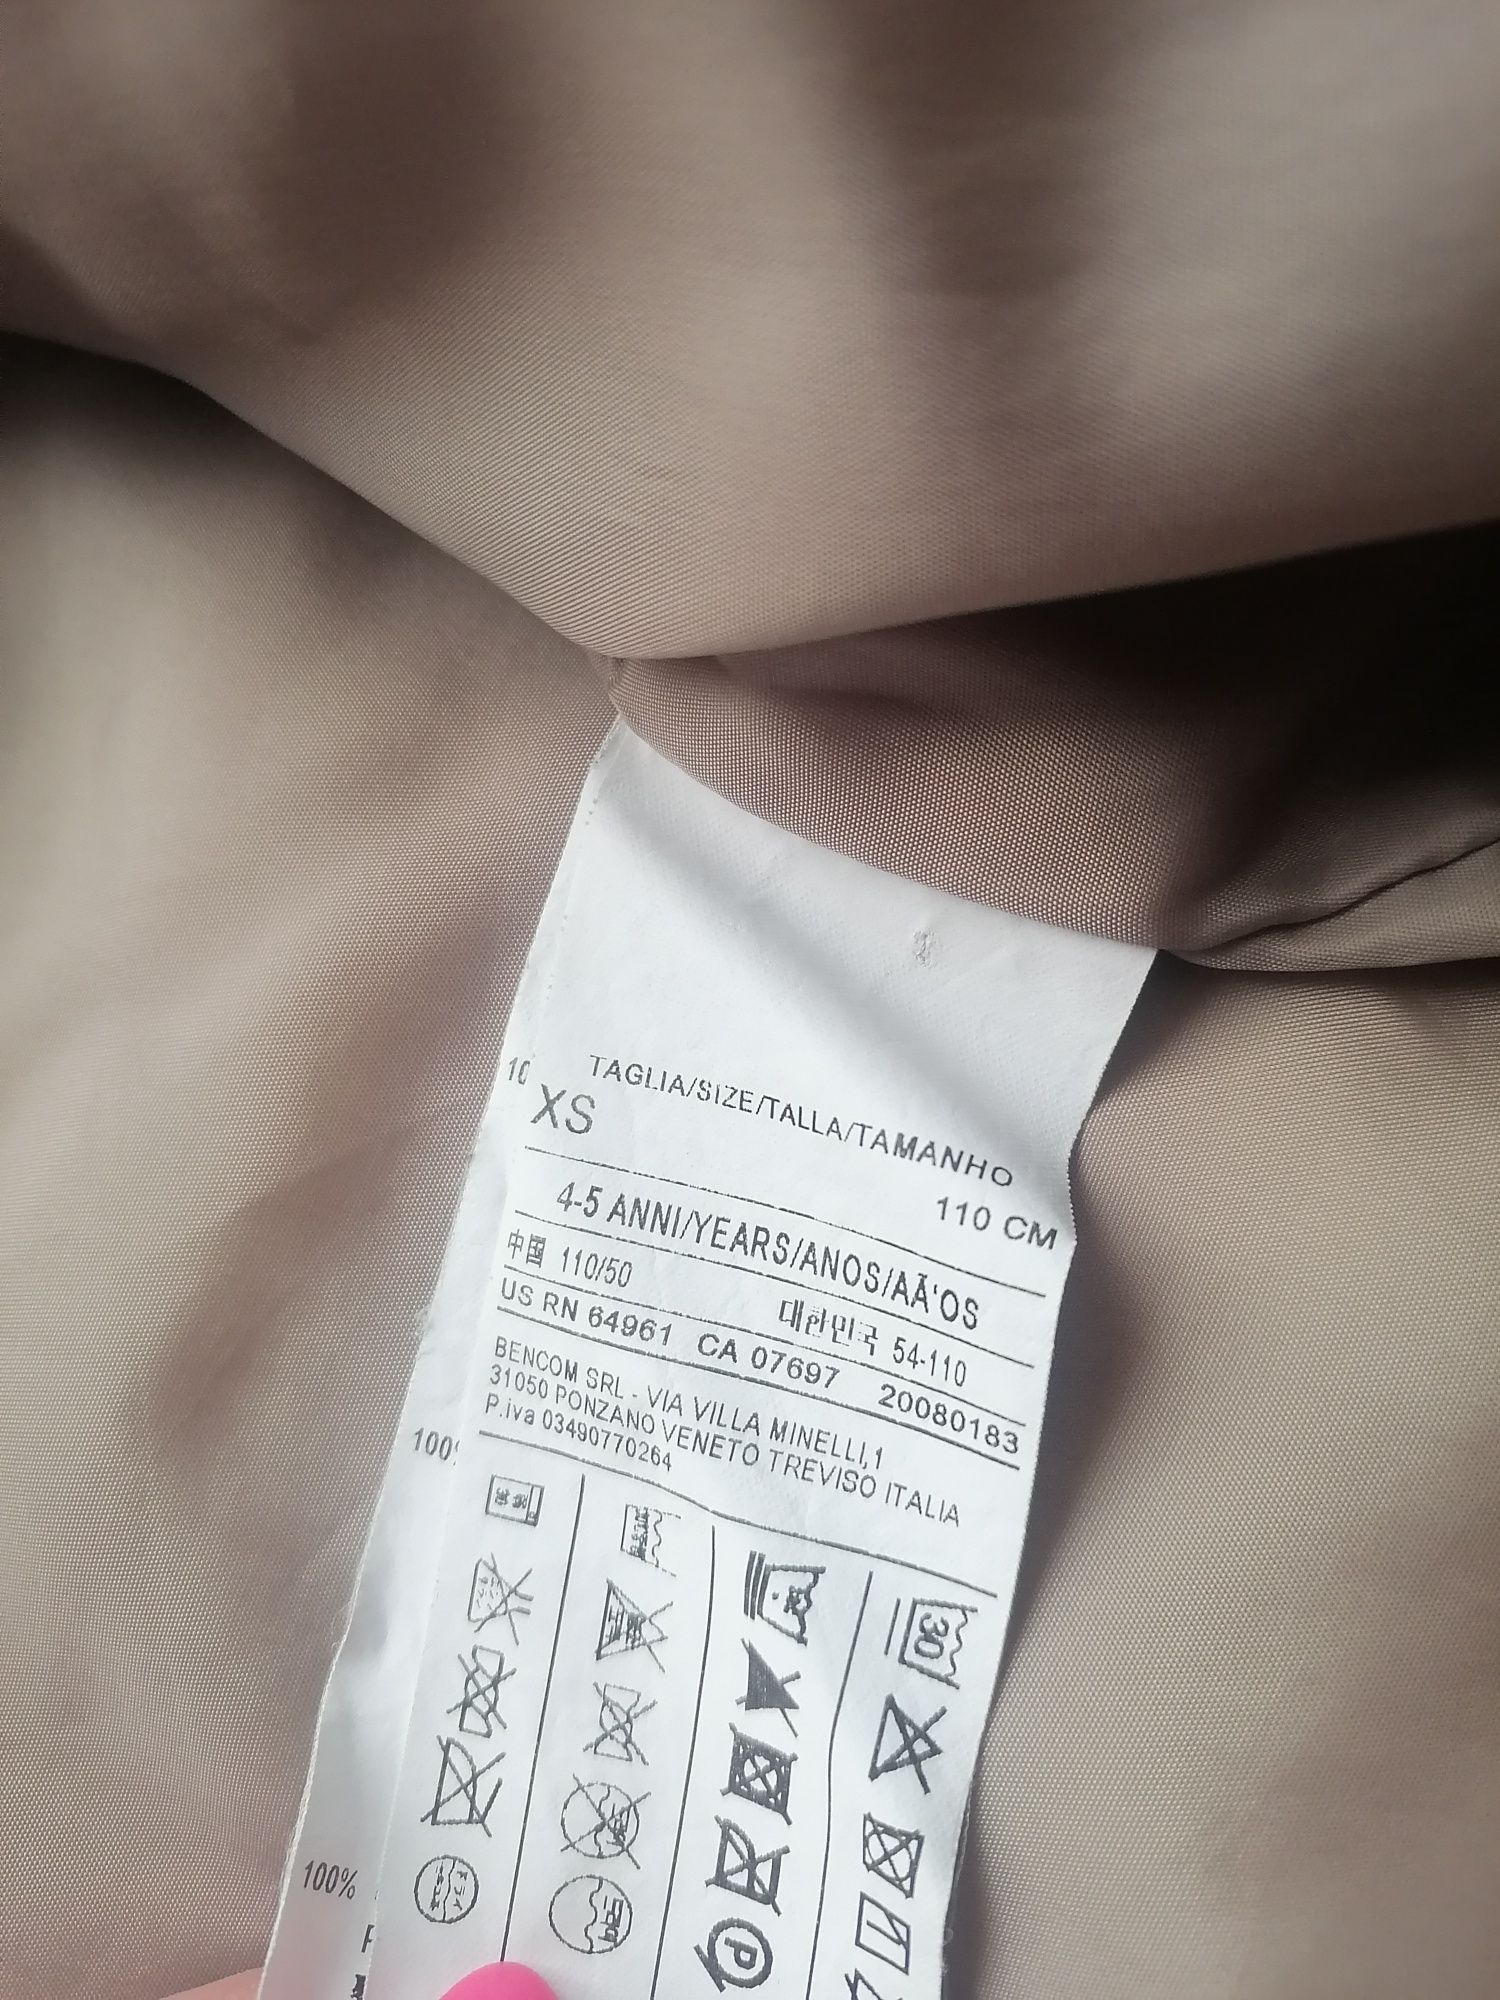 TAGLIA/SIZE/TALLA/TAMANHO
XS
110 CM
4-5 ANNI/YEARS/ANOS/AÃ‘OS
中国 110/50
대한민국 54-110
US RN 64961 CA 07697 20080183
BENCOM SRL - VIA VILLA MINELLI,1
31050 PONZANO VENETO TREVISO ITALIA
P.iva 03490770264
30
P
100%